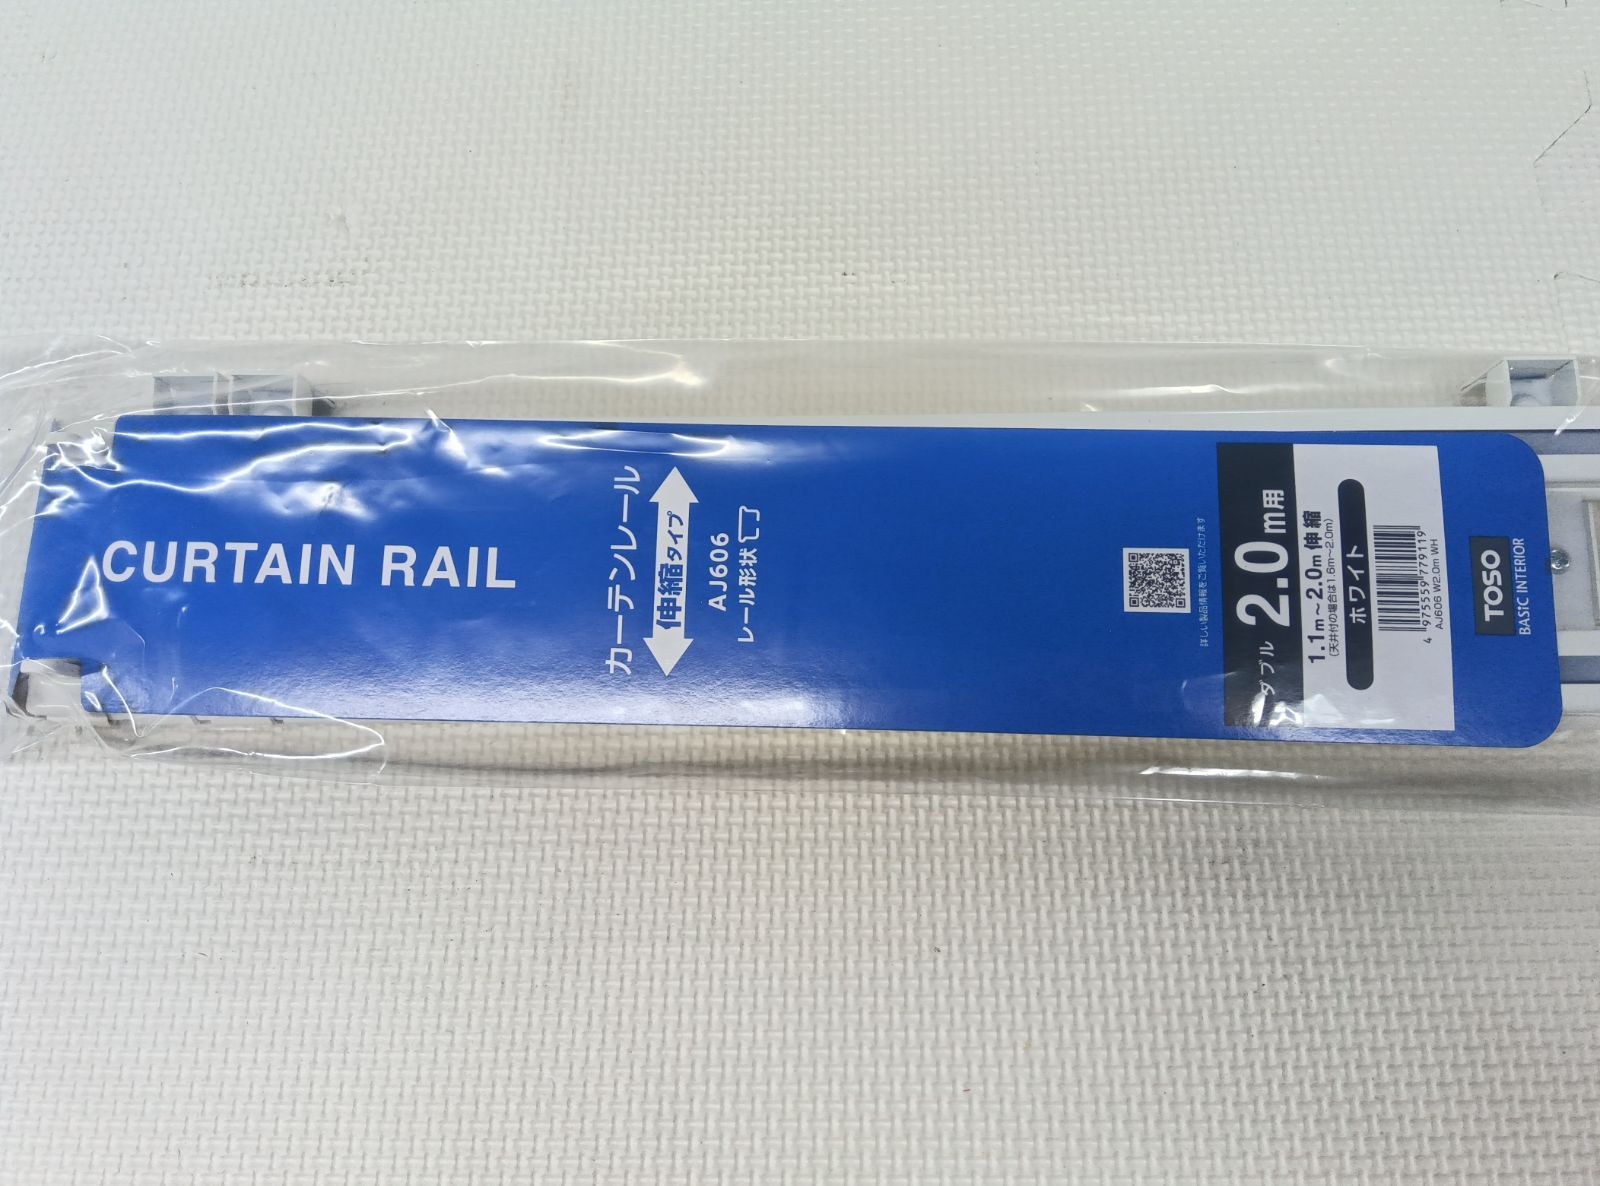 CURTAIN RAIL
カーテンレール
伸縮タイプ
AJ606
レール形状
詳しい製品情報をご覧いただけます
ダブル 2.0m用
1.1m～2.0m伸縮
(天井付の場合は1.6m～2.0m)
ホワイト
4 975559 779119
AJ606 W2.0m WH
TOSO
BASIC INTERIOR